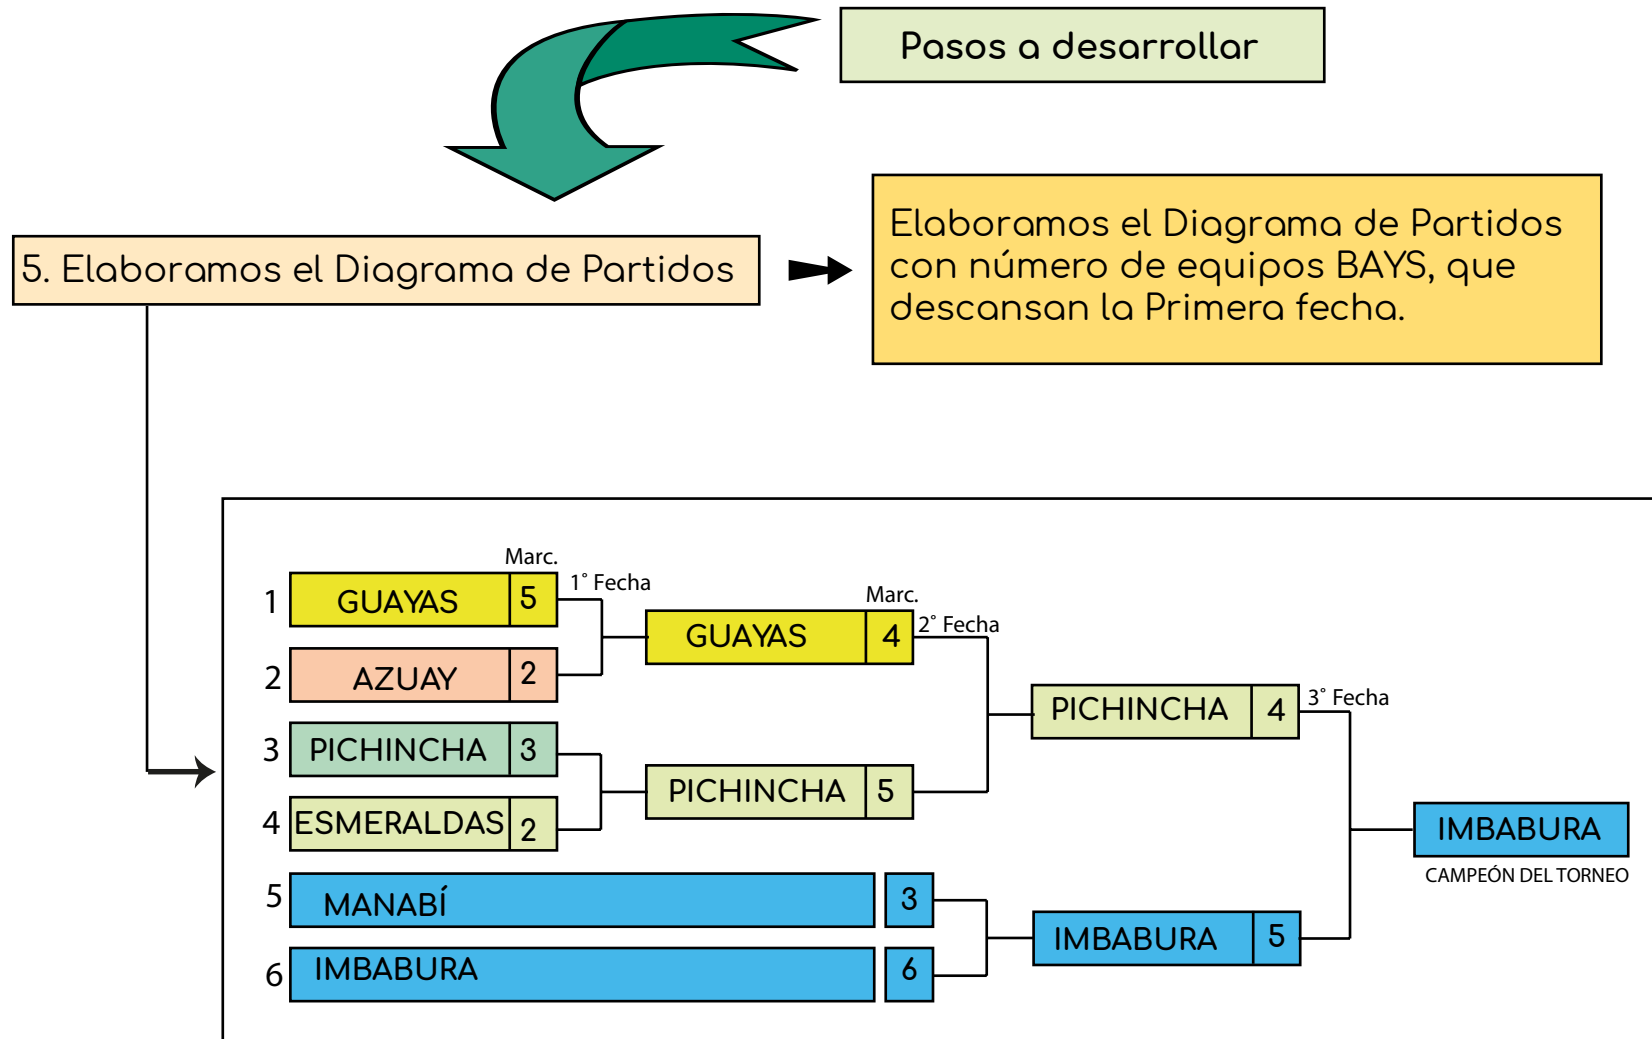 Pasos a desarrollar
5. Elaboramos el Diagrama de Partidos
Elaboramos el Diagrama de Partidos
con número de equipos BAYS, que
descansan la Primera fecha.
Marc.
1° Fecha
1 GUAYAS 5
2 AZUAY 2
3 PICHINCHA 3
4 ESMERALDAS 2
5 MANABÍ 3
6 IMBABURA 6
Marc.
2° Fecha
GUAYAS 4
PICHINCHA 5
3° Fecha
PICHINCHA 4
IMBABURA 5
IMBABURA
CAMPEÓN DEL TORNEO